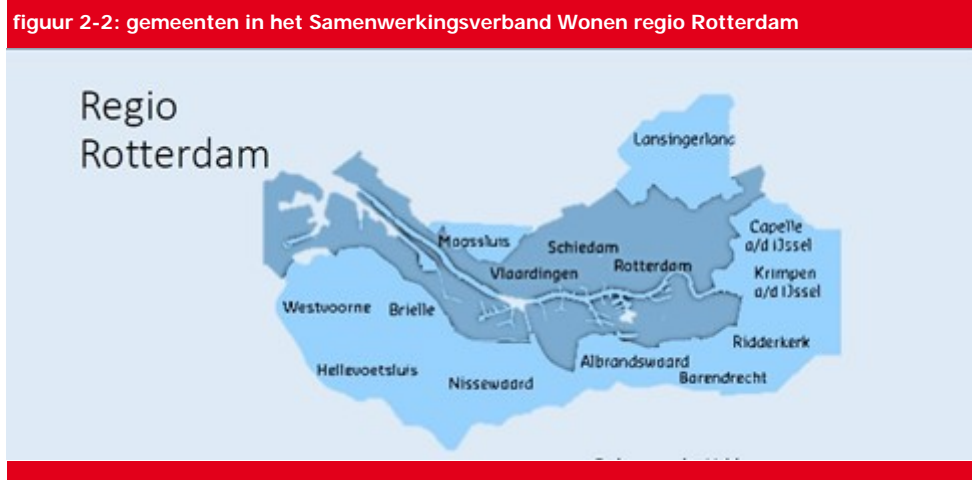 figuur 2-2: gemeenten in het Samenwerkingsverband Wonen regio Rotterdam
Regio
Rotterdam
Lansingerland
Maassluis
Schiedam
Capelle
a/d IJssel
Vlaardingen
Rotterdam
Krimpen
a/d IJssel
Westvoorne
Brielle
Ridderkerk
Albrandswaard
Hellevoetsluis
Nissewaard
Barendrecht